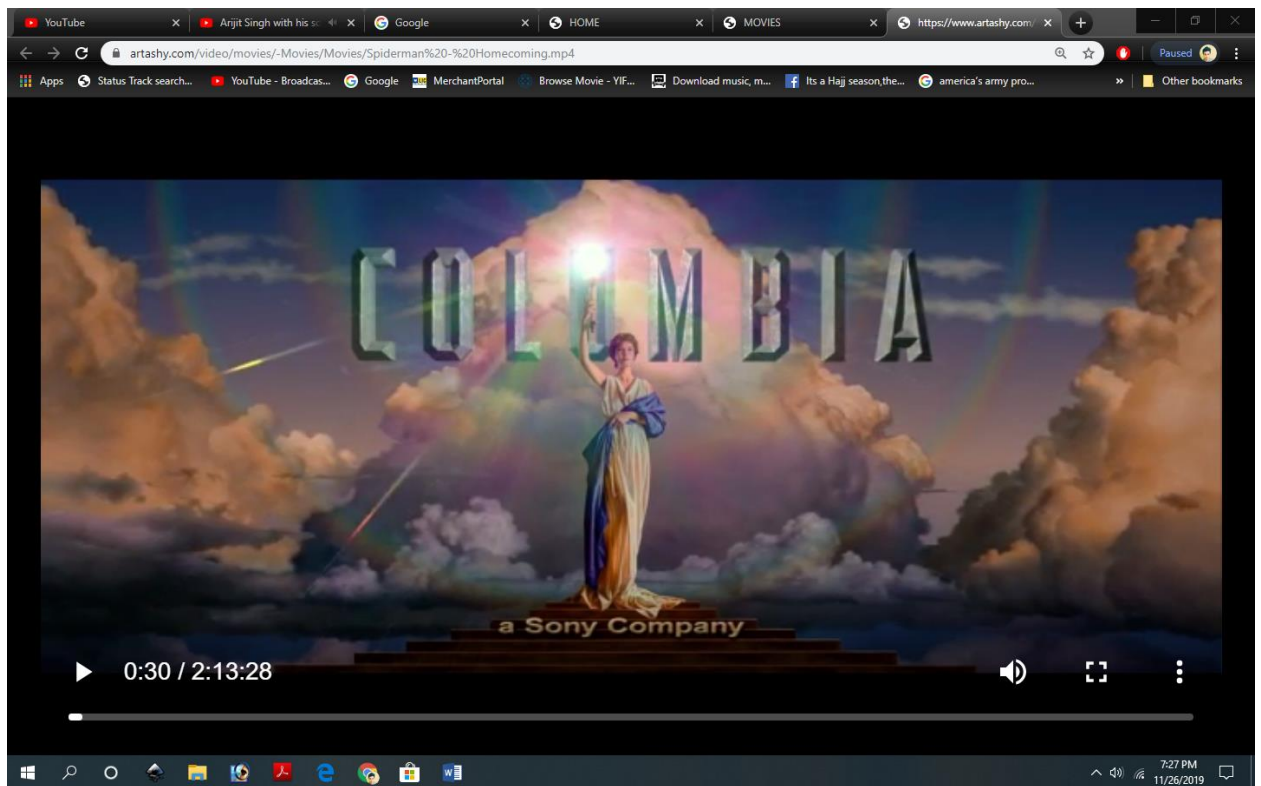 YouTube
Arijit Singh with his sc
Google
HOME
MOVIES
https://www.artashy.com/
artashy.com/video/movies/-Movies/Movies/Spiderman%20-%20Homecoming.mp4
Paused
Apps
Status Track search...
YouTube - Broadcas...
Google
MerchantPortal
Browse Movie - YIF...
Download music, m...
Its a Hajj season,the...
america's army pro...
»
Other bookmarks
COLUMBIA
a Sony Company
0:30 / 2:13:28
7:27 PM
11/26/2019